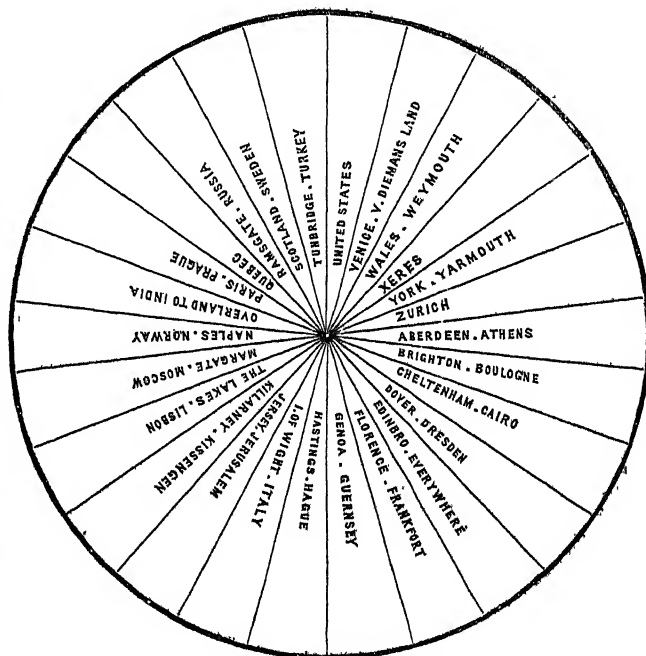 UNITED STATES
VENICE. V. DIEMANS LAND
WALES. WEYMOUTH
XERES
YORK. YARMOUTH
ZURICH
ABERDEEN. ATHENS
BRIGHTON. BOULOGNE
CHELTENHAM. CAIRO
DOVER. DRESDEN
EDINBRO. EVERYWHERE
FLORENCE. FRANKFORT
GENOA. GUERNSEY
HASTINGS. HAGUE
I. OF WIGHT. ITALY
JERSEY. JERUSALEM
KILLARNEY. KISSENGEN
THE LAKES. LISBON
MARGATE. MOSCOW
NAPLES. NORWAY
OVERLAND TO INDIA
PARIS. PRAGUE
QUEBEC
RAMSGATE. RUSSIA
SCOTLAND. SWEDEN
TUNBRIDGE. TURKEY